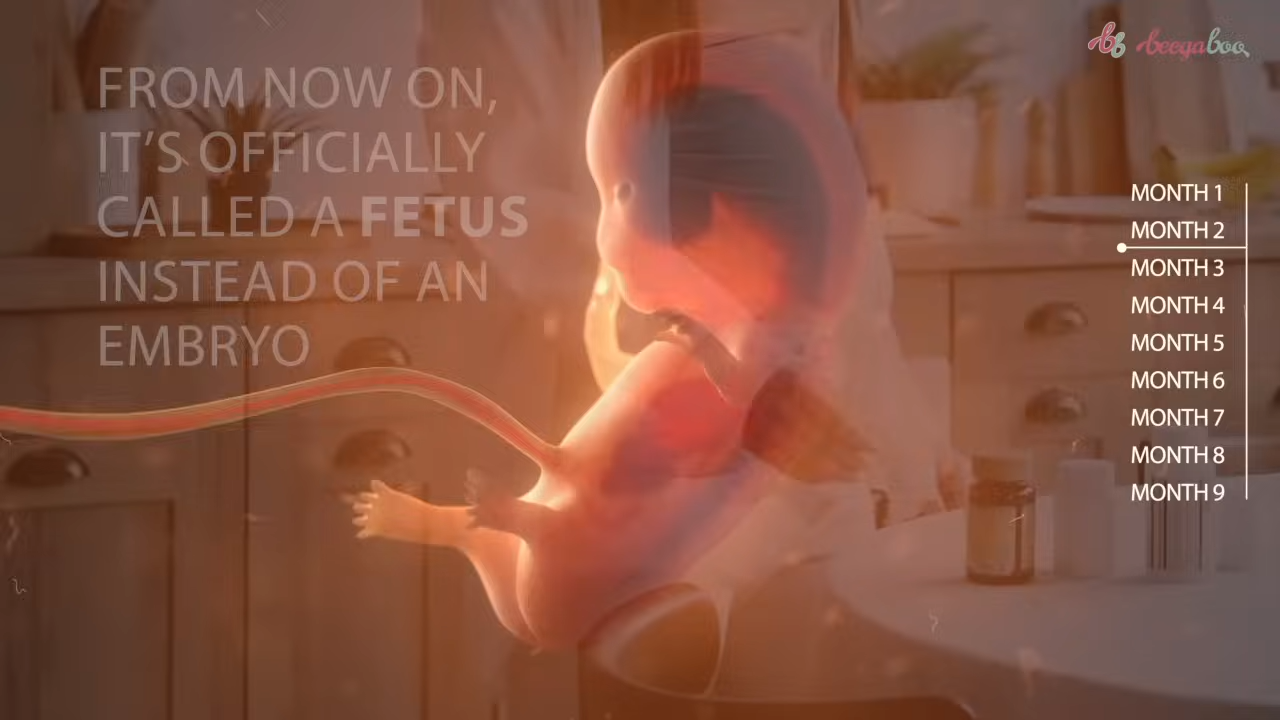 beeyaboo
FROM NOW ON,
IT'S OFFICIALLY
CALLED A FETUS
INSTEAD OF AN
EMBRYO
MONTH 1
MONTH 2
MONTH 3
MONTH 4
MONTH 5
MONTH 6
MONTH 7
MONTH 8
MONTH 9